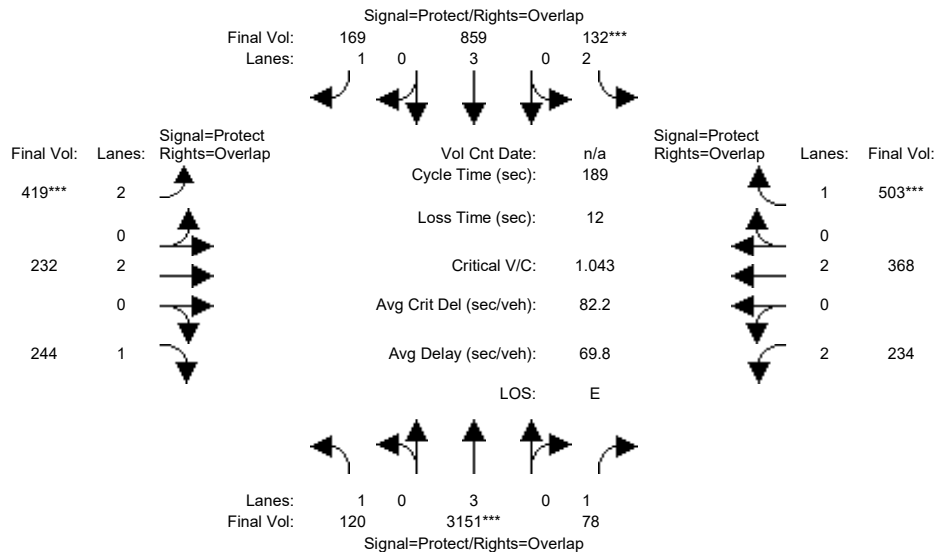 Signal=Protect/Rights=Overlap
Final Vol: 169 859 132***
Lanes: 1 0 3 0 2
Signal=Protect Signal=Protect
Final Vol: Lanes: Rights=Overlap Vol Cnt Date: n/a Rights=Overlap Lanes: Final Vol:
Cycle Time (sec): 189
419*** 2 1 503***
Loss Time (sec): 12
0 0
232 2 Critical V/C: 1.043 2 368
0 Avg Crit Del (sec/veh): 82.2 0
244 1 Avg Delay (sec/veh): 69.8 2 234
LOS: E
Lanes: 1 0 3 0 1
Final Vol: 120 3151*** 78
Signal=Protect/Rights=Overlap